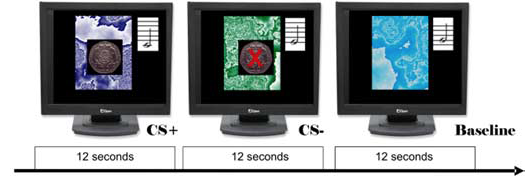 CS+
CS-
Baseline
12 seconds
12 seconds
12 seconds